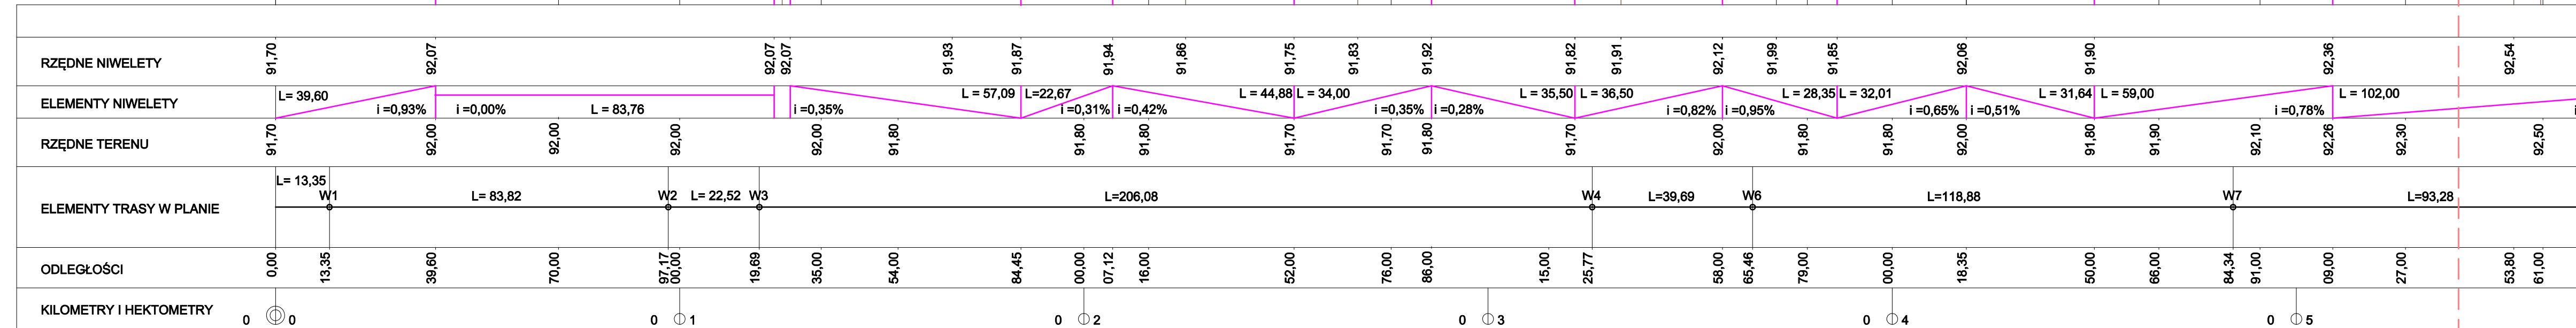 RZĘDNE NIWELETY 91,70 92,07 92,07 92,07 91,93 91,87 91,94 91,86 91,75 91,83 91,92 91,82 91,91 92,12 91,99 91,85 92,06 91,90 92,36 92,54
ELEMENTY NIWELETY
L= 39,60 L = 57,09 L=22,67 L = 44,88 L = 34,00 L = 35,50 L = 36,50 L = 28,35 L = 32,01 L = 31,64 L = 59,00 L = 102,00
i =0,93% i =0,00% L = 83,76 i =0,35% i =0,31% i =0,42% i =0,35% i =0,28% i =0,82% i =0,95% i =0,65% i =0,51% i =0,78%
RZĘDNE TERENU 91,70 92,00 92,00 92,00 92,00 91,80 91,80 91,80 91,70 91,70 91,80 91,70 92,00 91,80 91,80 92,00 91,80 91,90 92,10 92,26 92,30 92,50
ELEMENTY TRASY W PLANIE
L= 13,35 W1 L= 83,82 W2 L= 22,52 W3 L=206,08 W4 L=39,69 W6 L=118,88 W7 L=93,28
ODLEGŁOŚCI 0,00 13,35 39,60 70,00 97,17 00,00 19,69 35,00 54,00 84,45 00,00 07,12 16,00 52,00 76,00 86,00 15,00 25,77 58,00 65,46 79,00 00,00 18,35 50,00 66,00 84,34 91,00 09,00 27,00 53,80 61,00
KILOMETRY I HEKTOMETRY 0 0 0 1 0 2 0 3 0 4 0 5